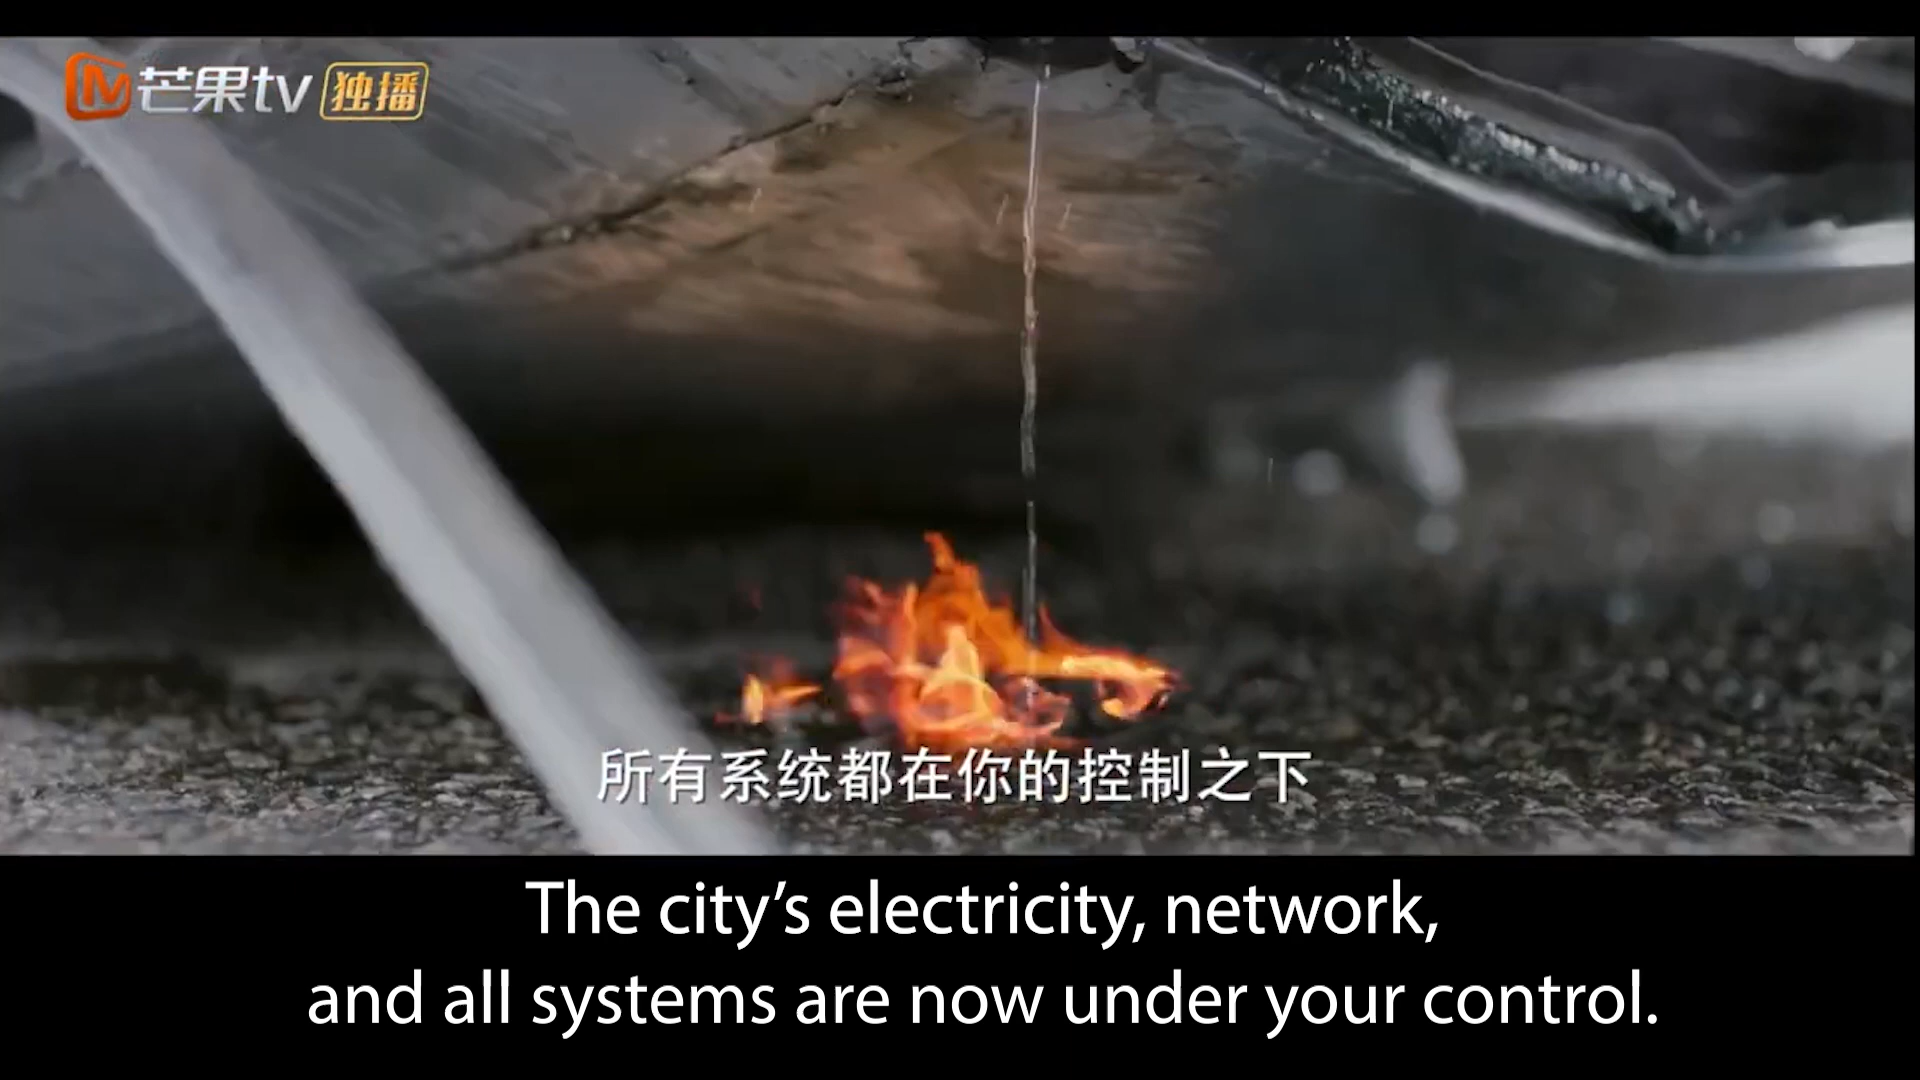 芒果tv 独播
所有系统都在你的控制之下
The city’s electricity, network,
and all systems are now under your control.